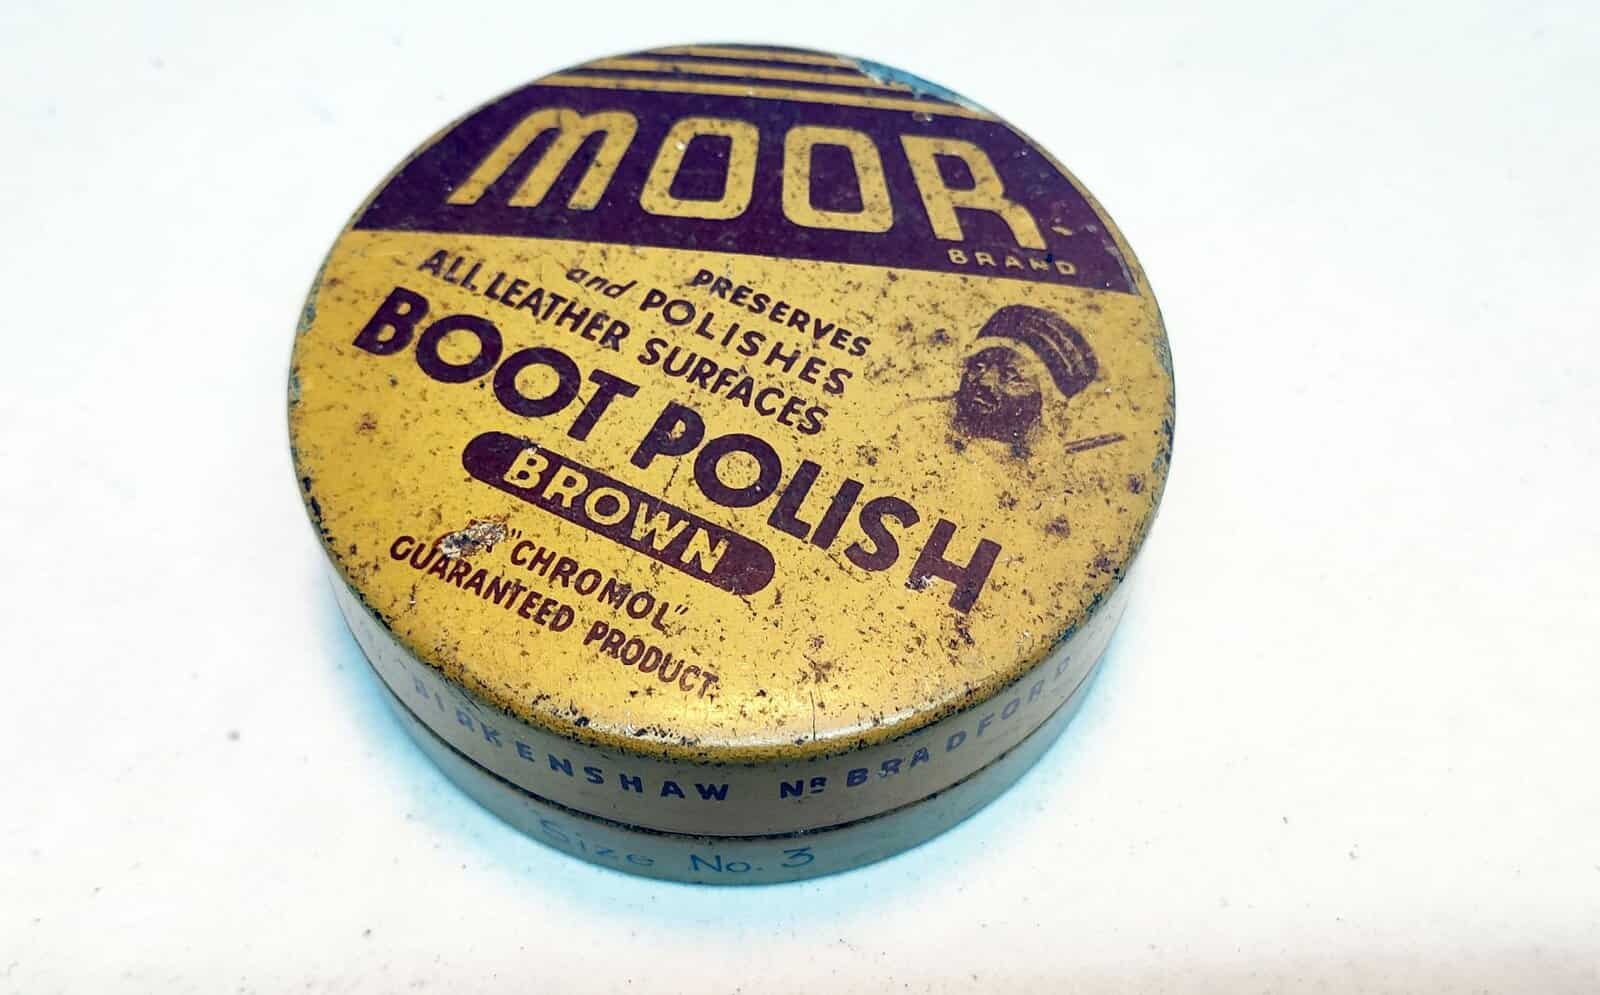 MOOR
BRAND
PRESERVES
and POLISHES
ALL LEATHER SURFACES
BOOT POLISH
BROWN
"CHROMOL"
GUARANTEED PRODUCT
BIRKENSHAW NR BRADFORD
Size No. 3